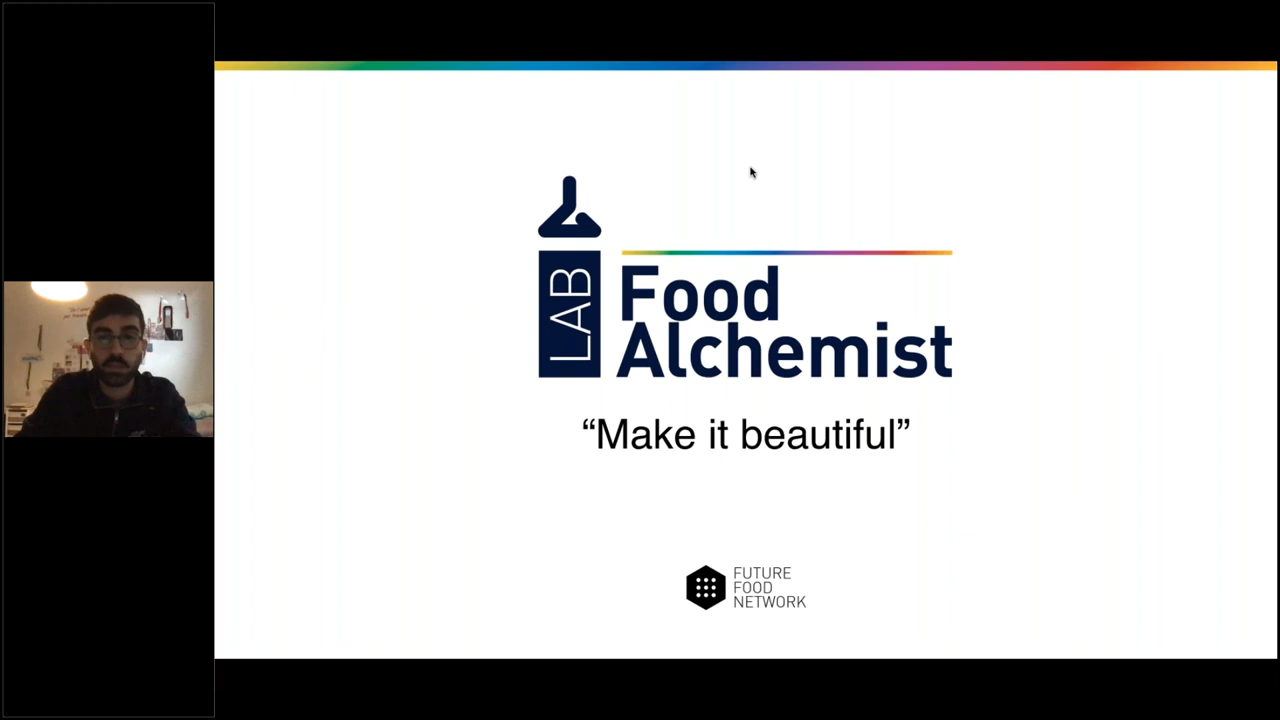 LAB
Food
Alchemist
“Make it beautiful”
FUTURE
FOOD
NETWORK